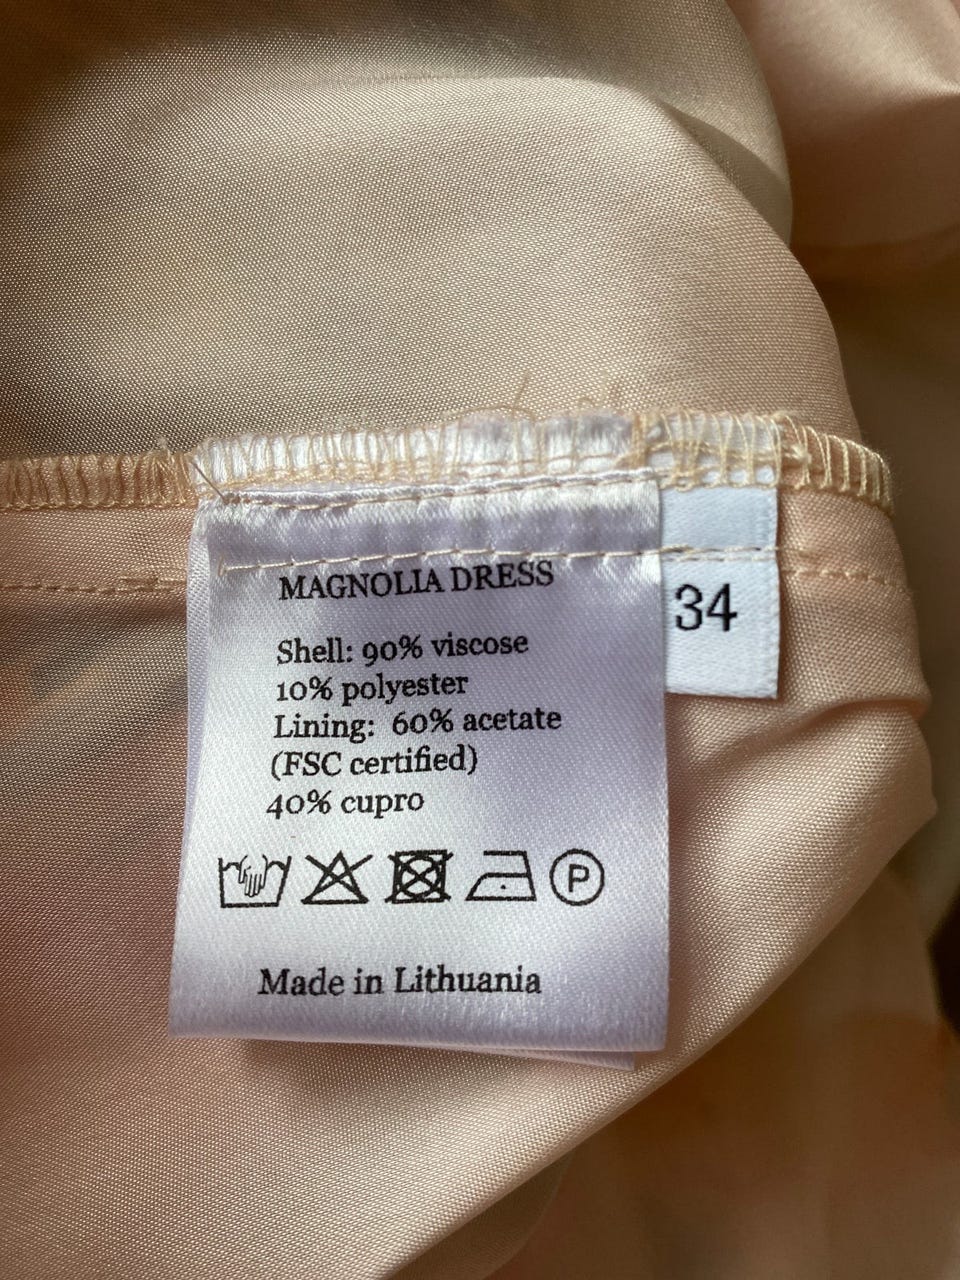 MAGNOLIA DRESS
34
Shell: 90% viscose
10% polyester
Lining: 60% acetate
(FSC certified)
40% cupro
P
Made in Lithuania